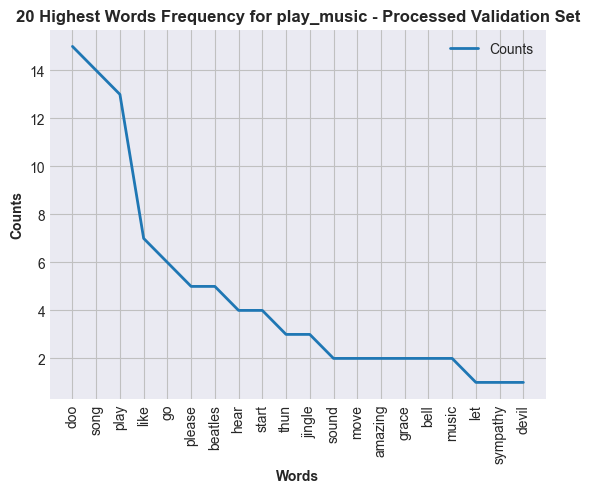 20 Highest Words Frequency for play_music - Processed Validation Set
Counts
14
12
10
8
6
4
2
Counts
doo
song
play
like
go
please
beatles
hear
start
thun
jingle
sound
move
amazing
grace
bell
music
let
sympathy
devil
Words